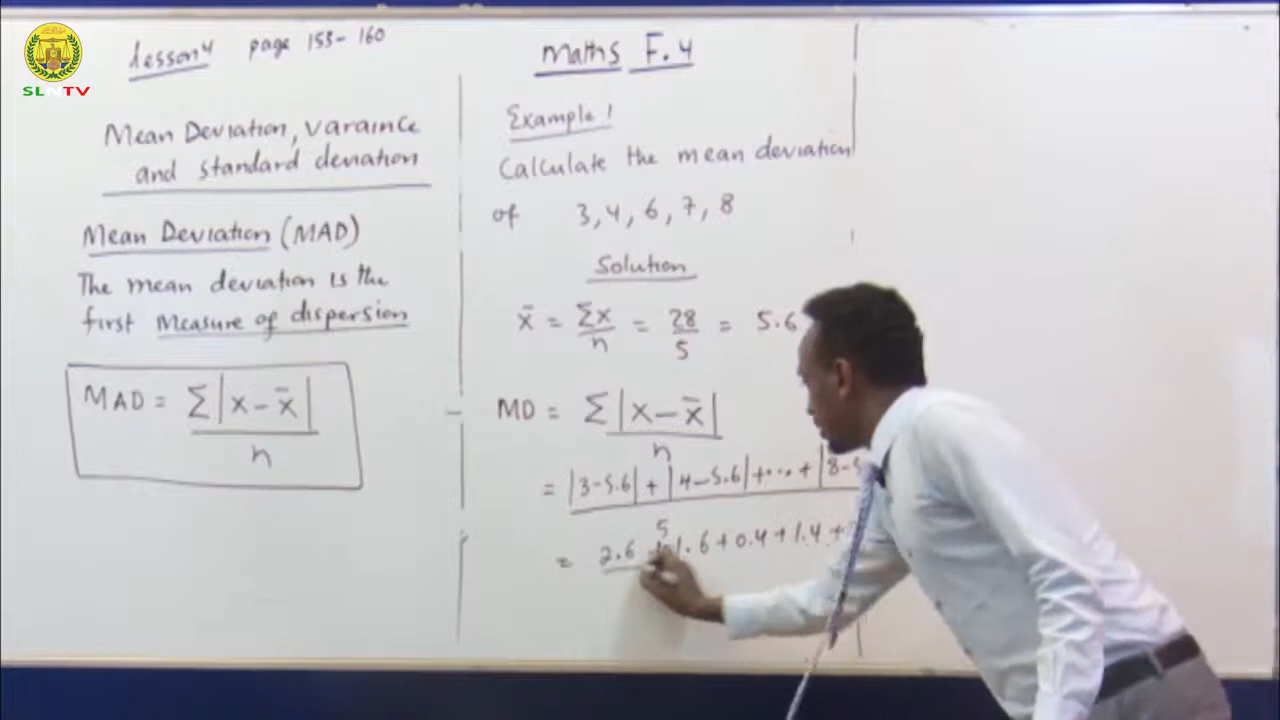 SLNTV
Lesson 4 page 153-160
Mean Deviation, varaince
and standard deviation
Mean Deviation (MAD)
The mean deviation is the
first Measure of dispersion
MAD = Σ|x-x̄|
n
Maths F.4
Example 1
Calculate the mean deviation
of 3, 4, 6, 7, 8
Solution
x̄ = Σx/n = 28/5 = 5.6
MD = Σ|x-x̄|
n
= |3-5.6| + |4-5.6| +...+ |8-5
5
= 2.6 + 1.6 + 0.4 + 1.4 +